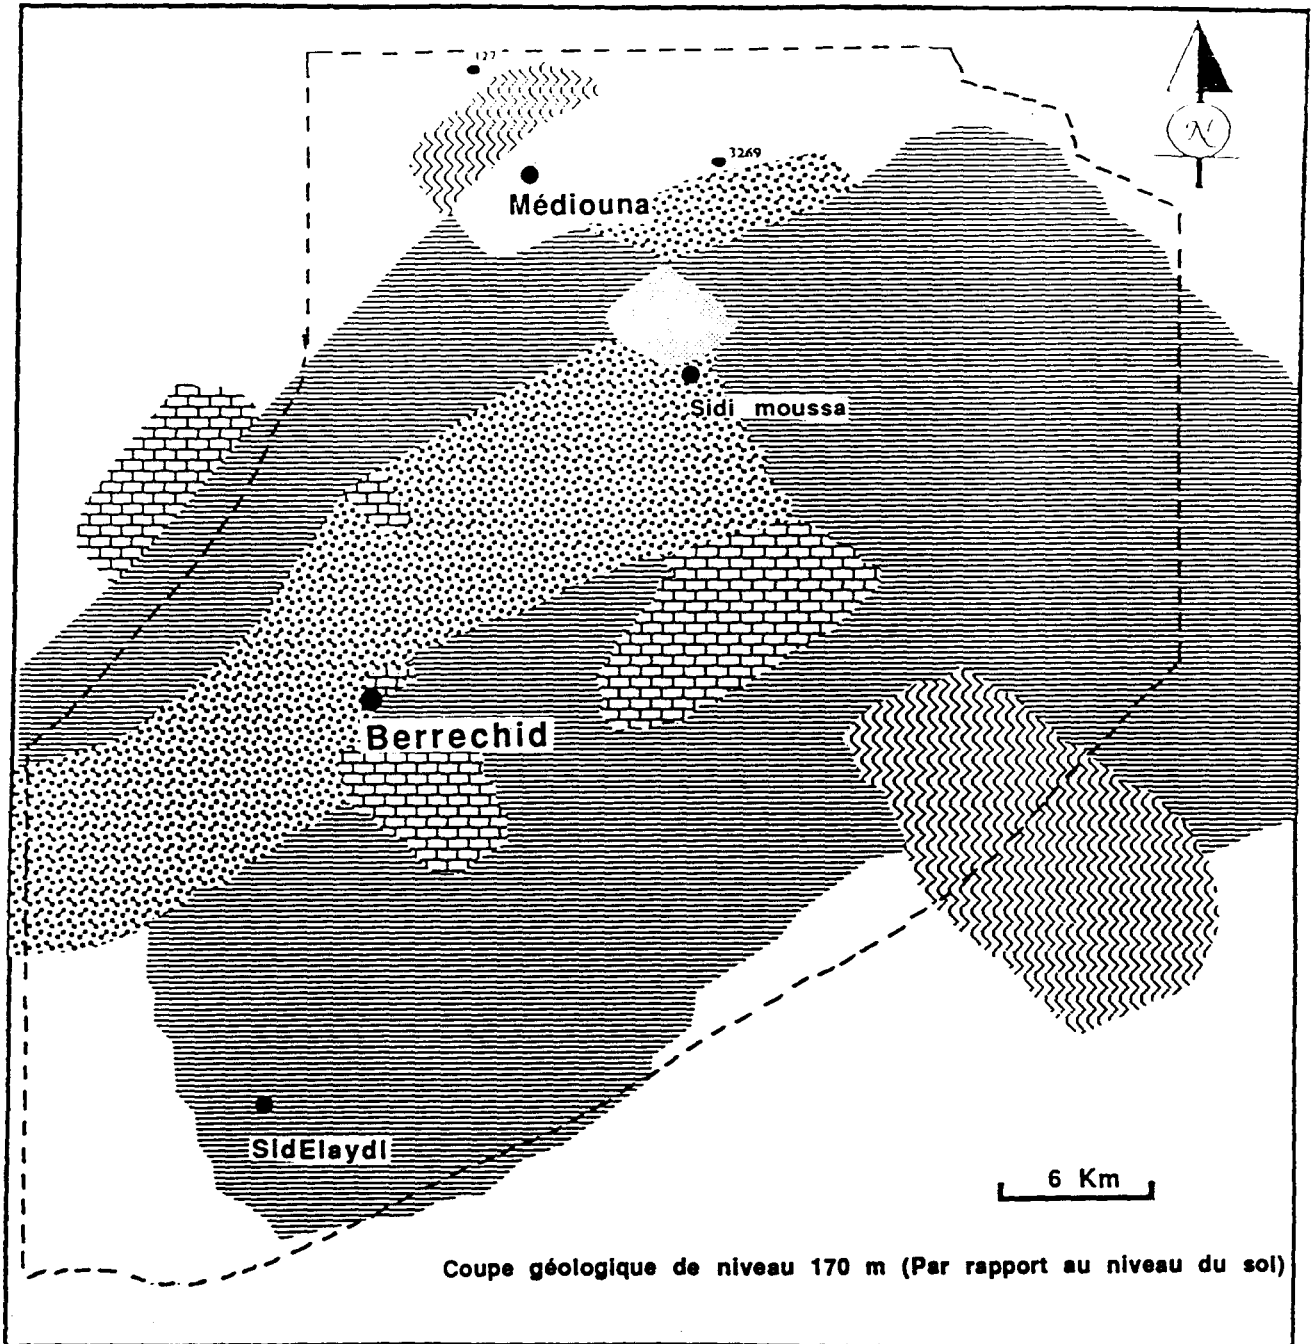 127
N
3269
Médiouna
Sidi moussa
Berrechid
SidElaydi
6 Km
Coupe géologique de niveau 170 m (Par rapport au niveau du sol)